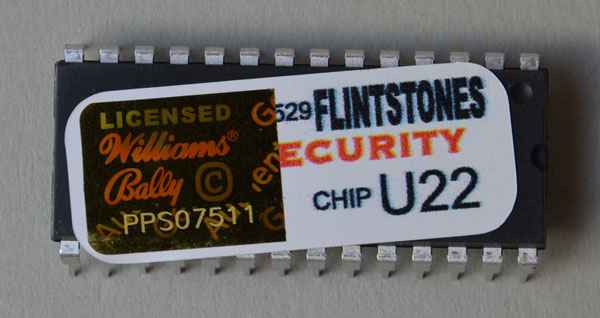 LICENSED
Williams®
Bally ©
PPS07511
529 FLINTSTONES
ECURITY
CHIP U22